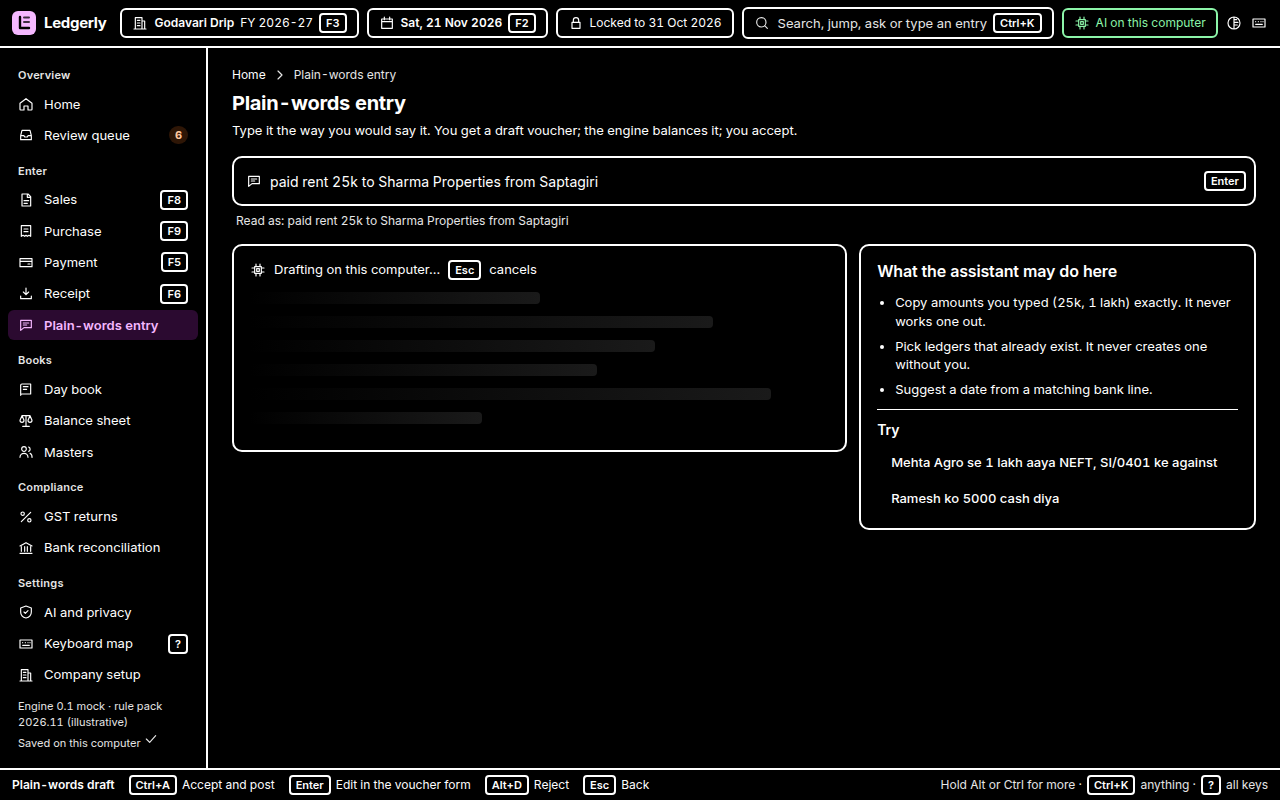 Ledgerly
Godavari Drip FY 2026-27 F3
Sat, 21 Nov 2026 F2
Locked to 31 Oct 2026
Search, jump, ask or type an entry Ctrl+K
AI on this computer
Overview
Home
Review queue 6
Enter
Sales F8
Purchase F9
Payment F5
Receipt F6
Plain-words entry
Books
Day book
Balance sheet
Masters
Compliance
GST returns
Bank reconciliation
Settings
AI and privacy
Keyboard map ?
Company setup
Engine 0.1 mock · rule pack
2026.11 (illustrative)
Saved on this computer
Home > Plain-words entry
Plain-words entry
Type it the way you would say it. You get a draft voucher; the engine balances it; you accept.
paid rent 25k to Sharma Properties from Saptagiri Enter
Read as: paid rent 25k to Sharma Properties from Saptagiri
Drafting on this computer... Esc cancels
What the assistant may do here
• Copy amounts you typed (25k, 1 lakh) exactly. It never
works one out.
• Pick ledgers that already exist. It never creates one
without you.
• Suggest a date from a matching bank line.
Try
Mehta Agro se 1 lakh aaya NEFT, SI/0401 ke against
Ramesh ko 5000 cash diya
Plain-words draft Ctrl+A Accept and post Enter Edit in the voucher form Alt+D Reject Esc Back
Hold Alt or Ctrl for more · Ctrl+K anything · ? all keys